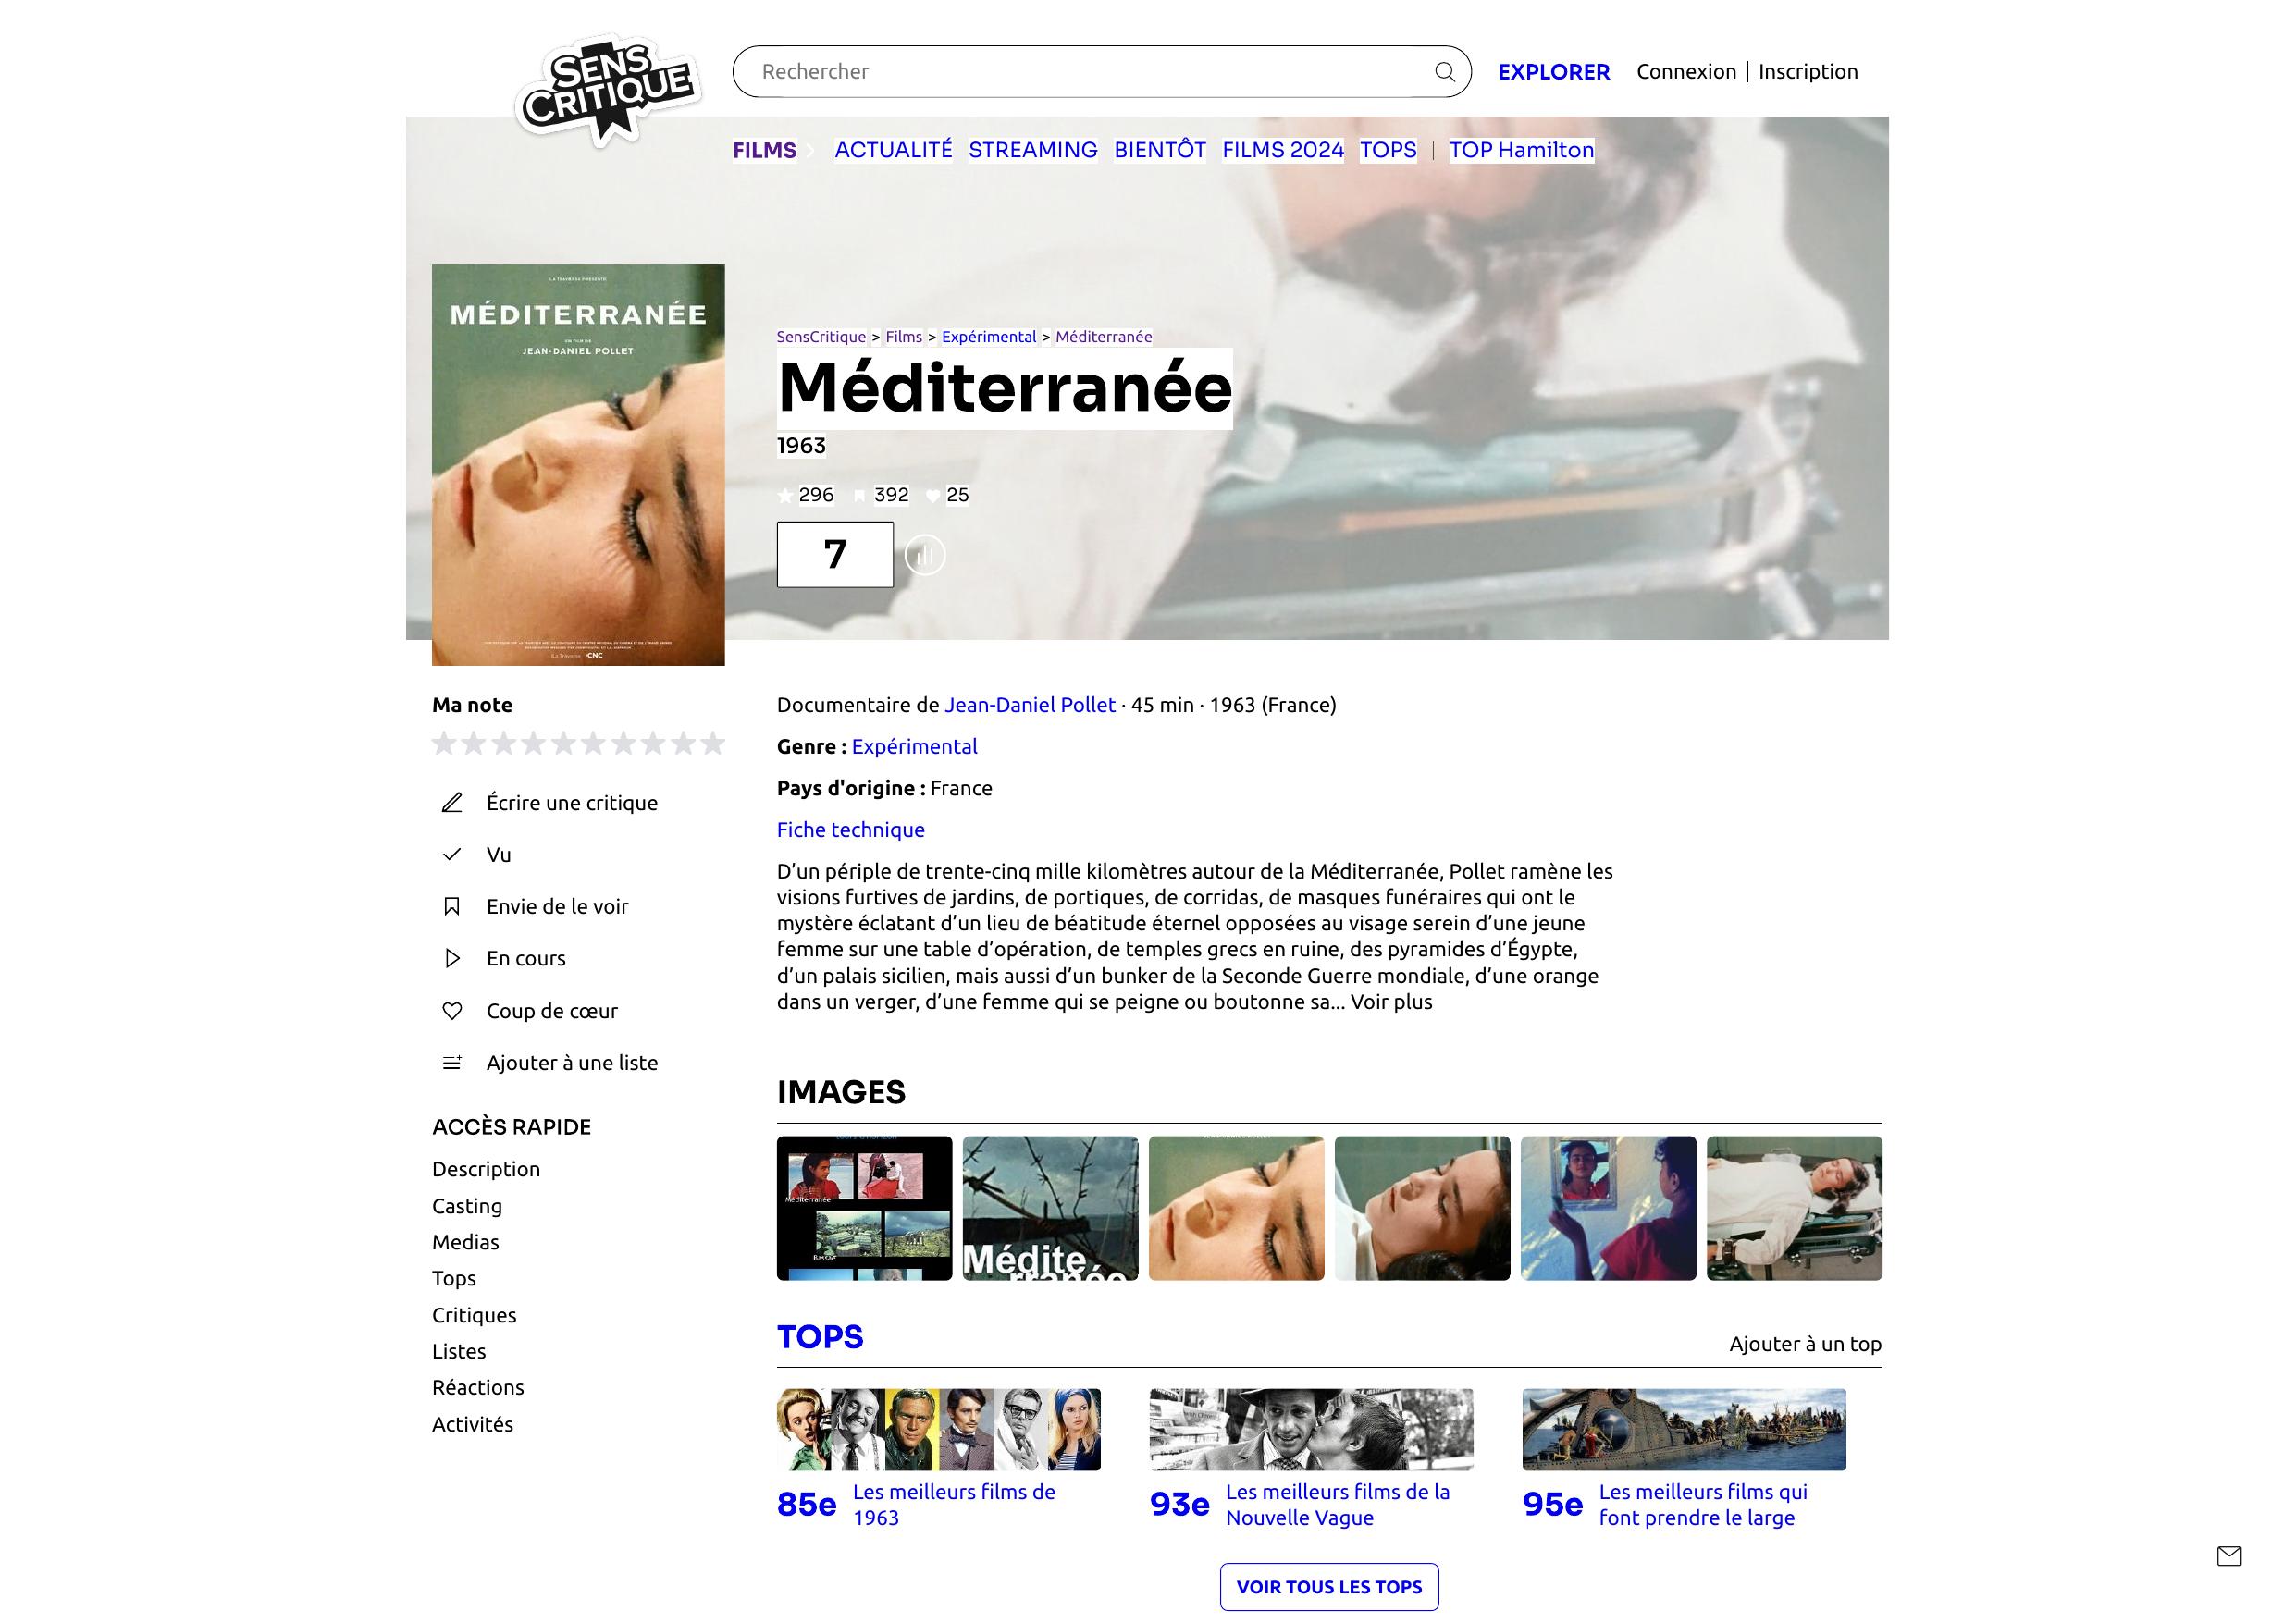 SENS
CRITIQUE
Rechercher
EXPLORER
Connexion | Inscription
FILMS
ACTUALITÉ STREAMING BIENTÔT FILMS 2024 TOPS | TOP Hamilton
LA TRAVERSE PRÉSENTE
MÉDITERRANÉE
UN FILM DE
JEAN-DANIEL POLLET
CNC
SensCritique > Films > Expérimental > Méditerranée
Méditerranée
1963
296 392 25
7
Ma note
Écrire une critique
Vu
Envie de le voir
En cours
Coup de cœur
Ajouter à une liste
ACCÈS RAPIDE
Description
Casting
Medias
Tops
Critiques
Listes
Réactions
Activités
Documentaire de Jean-Daniel Pollet · 45 min · 1963 (France)
Genre : Expérimental
Pays d'origine : France
Fiche technique
D’un périple de trente-cinq mille kilomètres autour de la Méditerranée, Pollet ramène les
visions furtives de jardins, de portiques, de corridas, de masques funéraires qui ont le
mystère éclatant d’un lieu de béatitude éternel opposées au visage serein d’une jeune
femme sur une table d’opération, de temples grecs en ruine, des pyramides d’Égypte,
d’un palais sicilien, mais aussi d’un bunker de la Seconde Guerre mondiale, d’une orange
dans un verger, d’une femme qui se peigne ou boutonne sa... Voir plus
IMAGES
Méditerranée
Bassae
Médite
rranée
TOPS
Ajouter à un top
85e Les meilleurs films de
1963
93e Les meilleurs films de la
Nouvelle Vague
95e Les meilleurs films qui
font prendre le large
VOIR TOUS LES TOPS